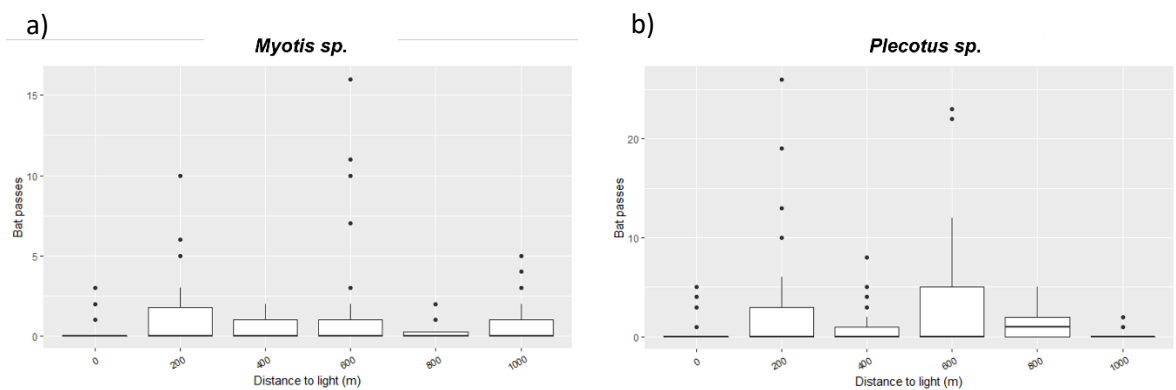 a)
Myotis sp.
15
10
5
0
Bat passes
0 200 400 600 800 1000
Distance to light (m)
b)
Plecotus sp.
20
10
0
Bat passes
0 200 400 600 800 1000
Distance to light (m)